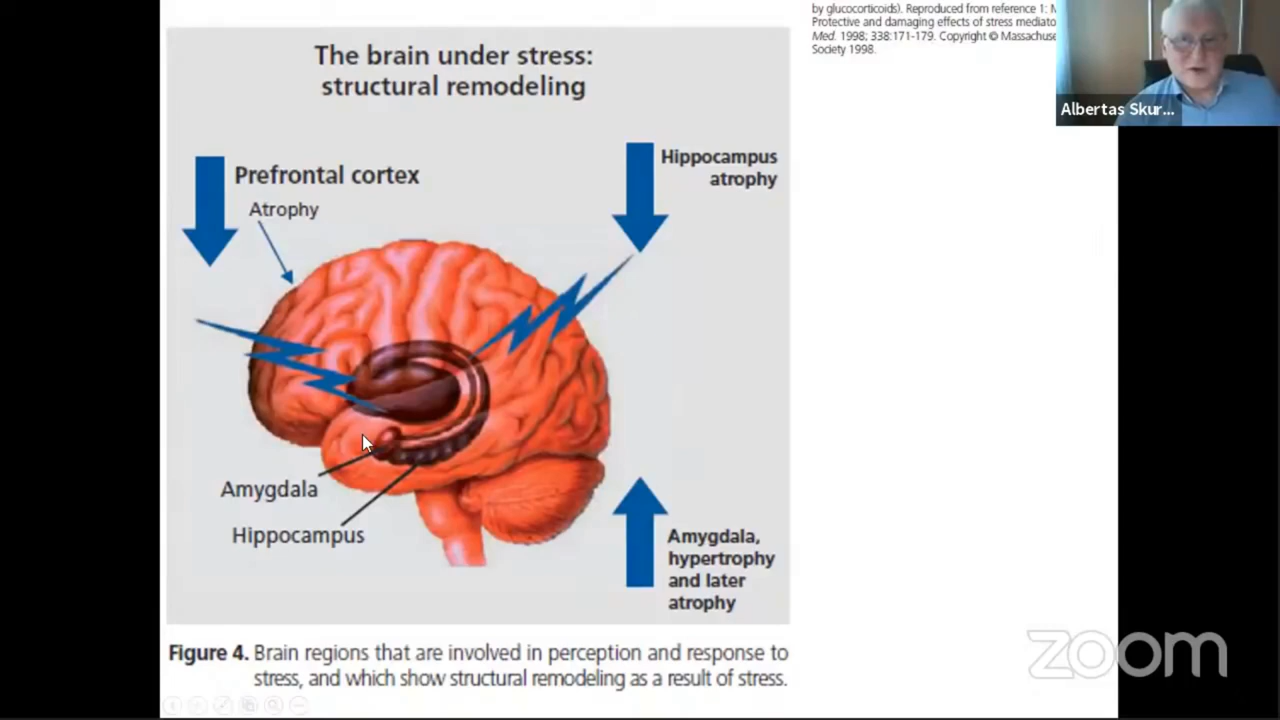 by glucocorticoids). Reproduced from reference 1:
Protective and damaging effects of stress
Med. 1998; 338:171-179. Copyright ©
Society 1998.
Albertas Skur...
The brain under stress:
structural remodeling
Prefrontal cortex
Atrophy
Hippocampus
atrophy
Amygdala
Hippocampus
Amygdala,
hypertrophy
and later
atrophy
Figure 4. Brain regions that are involved in perception and response to
stress, and which show structural remodeling as a result of stress.
zoom